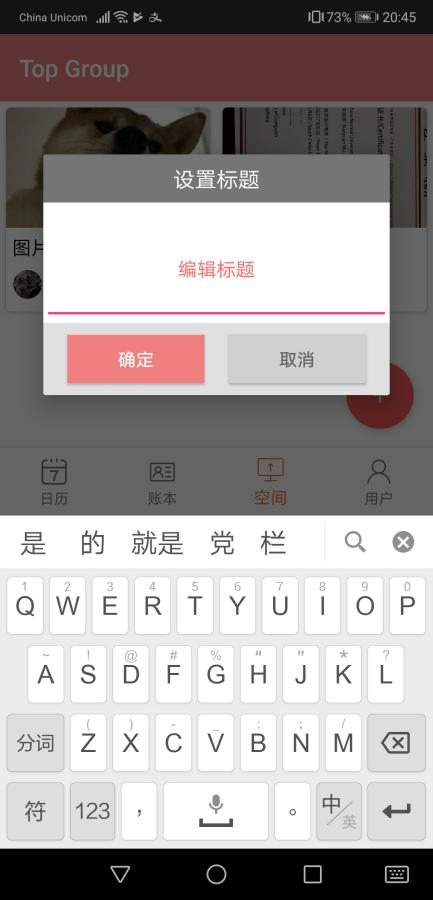 China Unicom 73% 20:45
Top Group
设置标题
图片
编辑标题
确定 取消
日历 账本 空间 用户
是 的 就是 党 栏
1 2 3 4 5 6 7 8 9 0
Q W E R T Y U I O P
~ ! @ # % “ ” * ?
A S D F G H J K L
( ) - _ : ; /
分词 Z X C V B N M
符 123 , 。 中/英